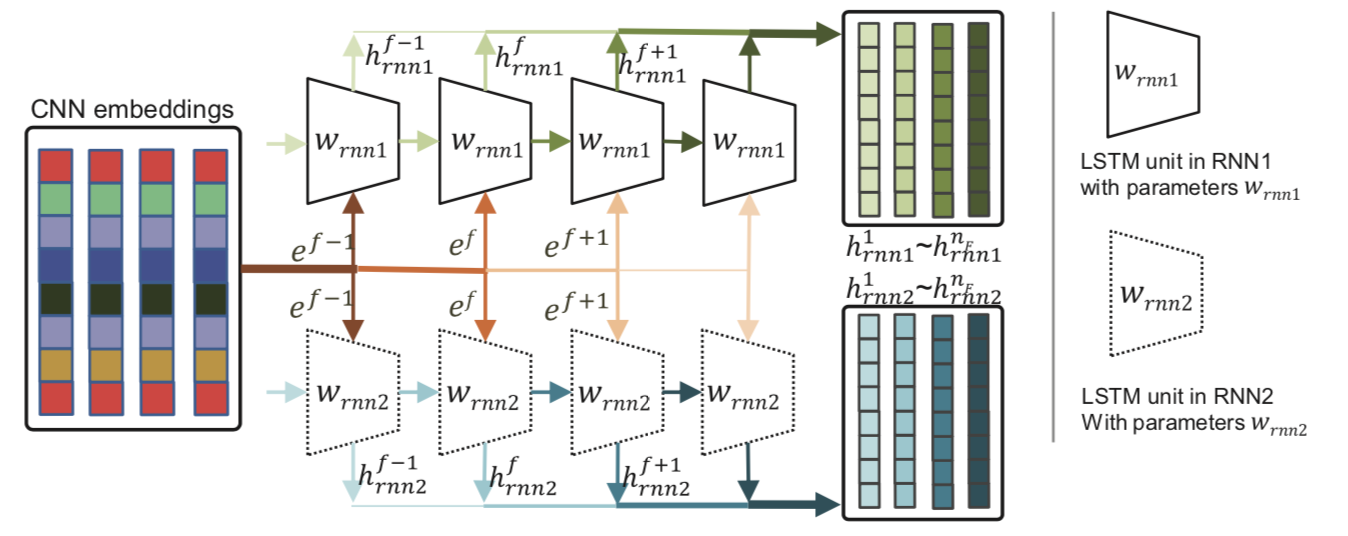 CNN embeddings
h_{rnn1}^{f-1}
h_{rnn1}^{f}
h_{rnn1}^{f+1}
w_{rnn1} w_{rnn1} w_{rnn1} w_{rnn1}
e^{f-1} e^{f} e^{f+1}
e^{f-1} e^{f} e^{f+1}
w_{rnn2} w_{rnn2} w_{rnn2} w_{rnn2}
h_{rnn2}^{f-1}
h_{rnn2}^{f}
h_{rnn2}^{f+1}
h_{rnn1}^{1}~h_{rnn1}^{n_F}
h_{rnn2}^{1}~h_{rnn2}^{n_F}
w_{rnn1}
LSTM unit in RNN1
with parameters w_{rnn1}
w_{rnn2}
LSTM unit in RNN2
With parameters w_{rnn2}